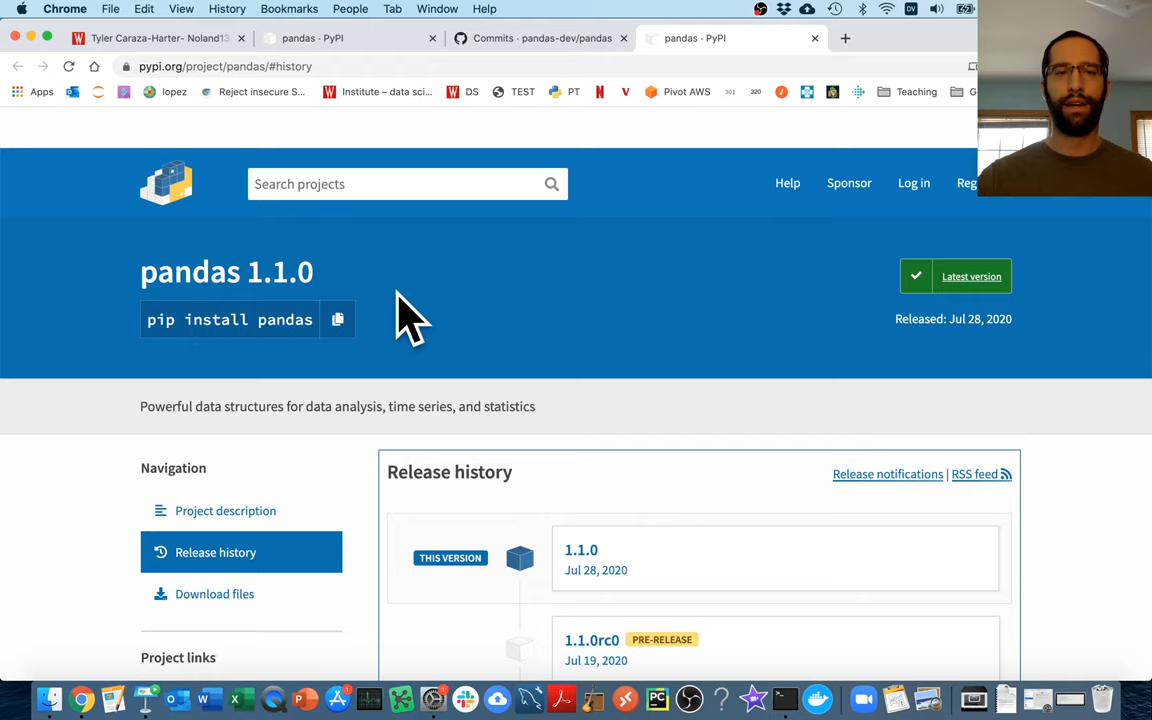 Chrome File Edit View History Bookmarks People Tab Window Help
Tyler Caraza-Harter- Noland13
pandas · PyPI
Commits · pandas-dev/pandas
pandas · PyPI
pypi.org/project/pandas/#history
Apps
lopez
Reject insecure S...
Institute – data sci...
DS
TEST
PT
Pivot AWS
301
320
Teaching
Search projects
Help
Sponsor
Log in
Reg
pandas 1.1.0
Latest version
pip install pandas
Released: Jul 28, 2020
Powerful data structures for data analysis, time series, and statistics
Navigation
Project description
Release history
Download files
Project links
Release history
Release notifications | RSS feed
THIS VERSION
1.1.0
Jul 28, 2020
1.1.0rc0 PRE-RELEASE
Jul 19, 2020